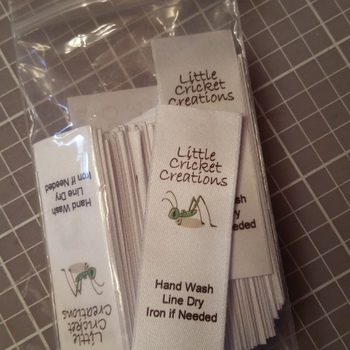 Little
Cricket
Creations
Little
Cricket
Creations
Hand Wash
Line Dry
Iron if Needed
Dry
Needed
Little
Cricket
Creations
Hand Wash
Line Dry
Iron if Needed